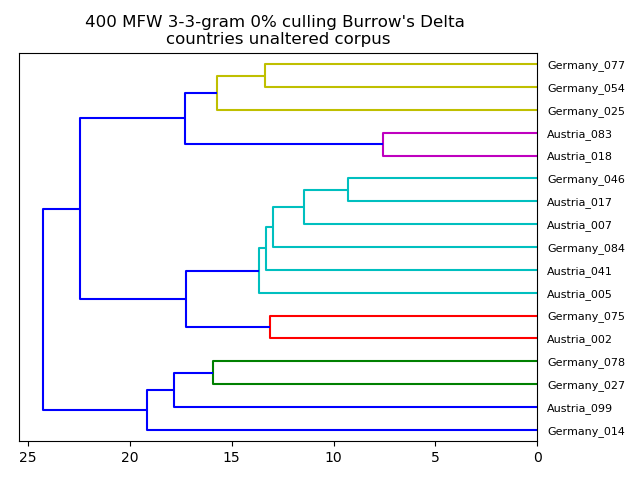 400 MFW 3-3-gram 0% culling Burrow's Delta
countries unaltered corpus
Germany_077
Germany_054
Germany_025
Austria_083
Austria_018
Germany_046
Austria_017
Austria_007
Germany_084
Austria_041
Austria_005
Germany_075
Austria_002
Germany_078
Germany_027
Austria_099
Germany_014
25 20 15 10 5 0